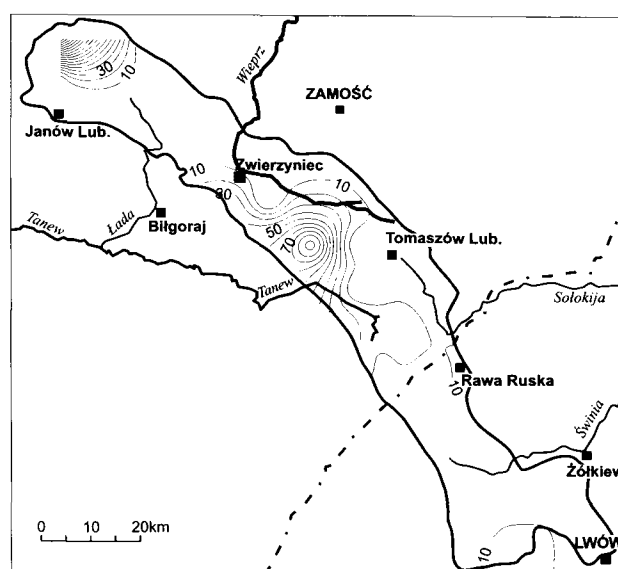 30
10
Wieprz
ZAMOŚĆ
Janów Lub.
10
Zwierzyniec
10
30
Łada
Biłgoraj
50
70
Tanew
Tomaszów Lub.
Tanew
Sołokija
10
Rawa Ruska
Świnia
Żółkiew
0 10 20km
10
LWÓW